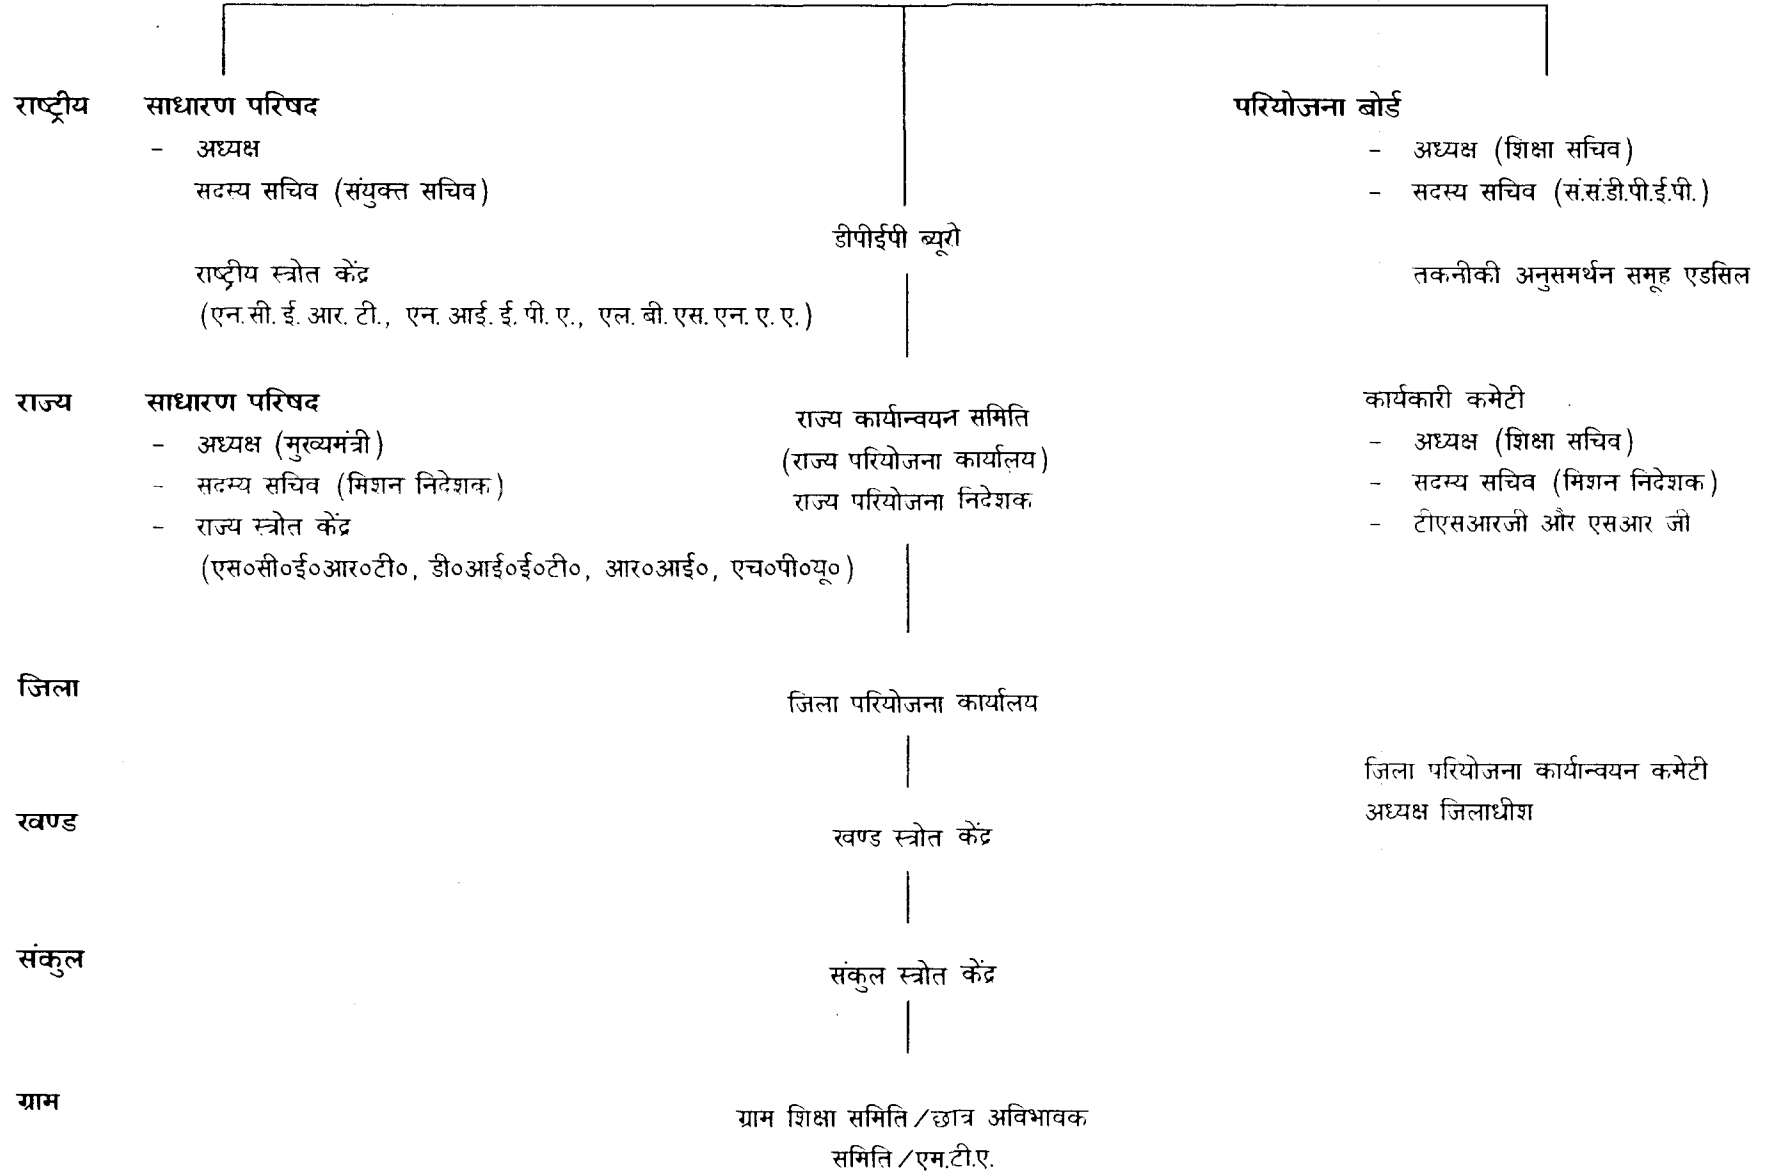 राष्ट्रीय साधारण परिषद
– अध्यक्ष
सदस्य सचिव (संयुक्त सचिव)
राष्ट्रीय स्त्रोत केंद्र
(एन.सी.ई.आर.टी., एन.आई.ई.पी.ए., एल.बी.एस.एन.ए.ए.)
डीपीईपी ब्यूरो
परियोजना बोर्ड
– अध्यक्ष (शिक्षा सचिव)
– सदस्य सचिव (सं.सं.डी.पी.ई.पी.)
तकनीकी अनुसमर्थन समूह एडसिल
राज्य साधारण परिषद
– अध्यक्ष (मुख्यमंत्री)
– सदस्य सचिव (मिशन निदेशक)
– राज्य स्त्रोत केंद्र
(एस०सी०ई०आर०टी०, डी०आई०ई०टी०, आर०आई०, एच०पी०यू०)
राज्य कार्यान्वयन समिति
(राज्य परियोजना कार्यालय)
राज्य परियोजना निदेशक
कार्यकारी कमेटी
– अध्यक्ष (शिक्षा सचिव)
– सदस्य सचिव (मिशन निदेशक)
– टीएसआरजी और एसआर जी
जिला
जिला परियोजना कार्यालय
जिला परियोजना कार्यान्वयन कमेटी
अध्यक्ष जिलाधीश
खण्ड
खण्ड स्त्रोत केंद्र
संकुल
संकुल स्त्रोत केंद्र
ग्राम
ग्राम शिक्षा समिति/छात्र अविभावक
समिति/एम.टी.ए.